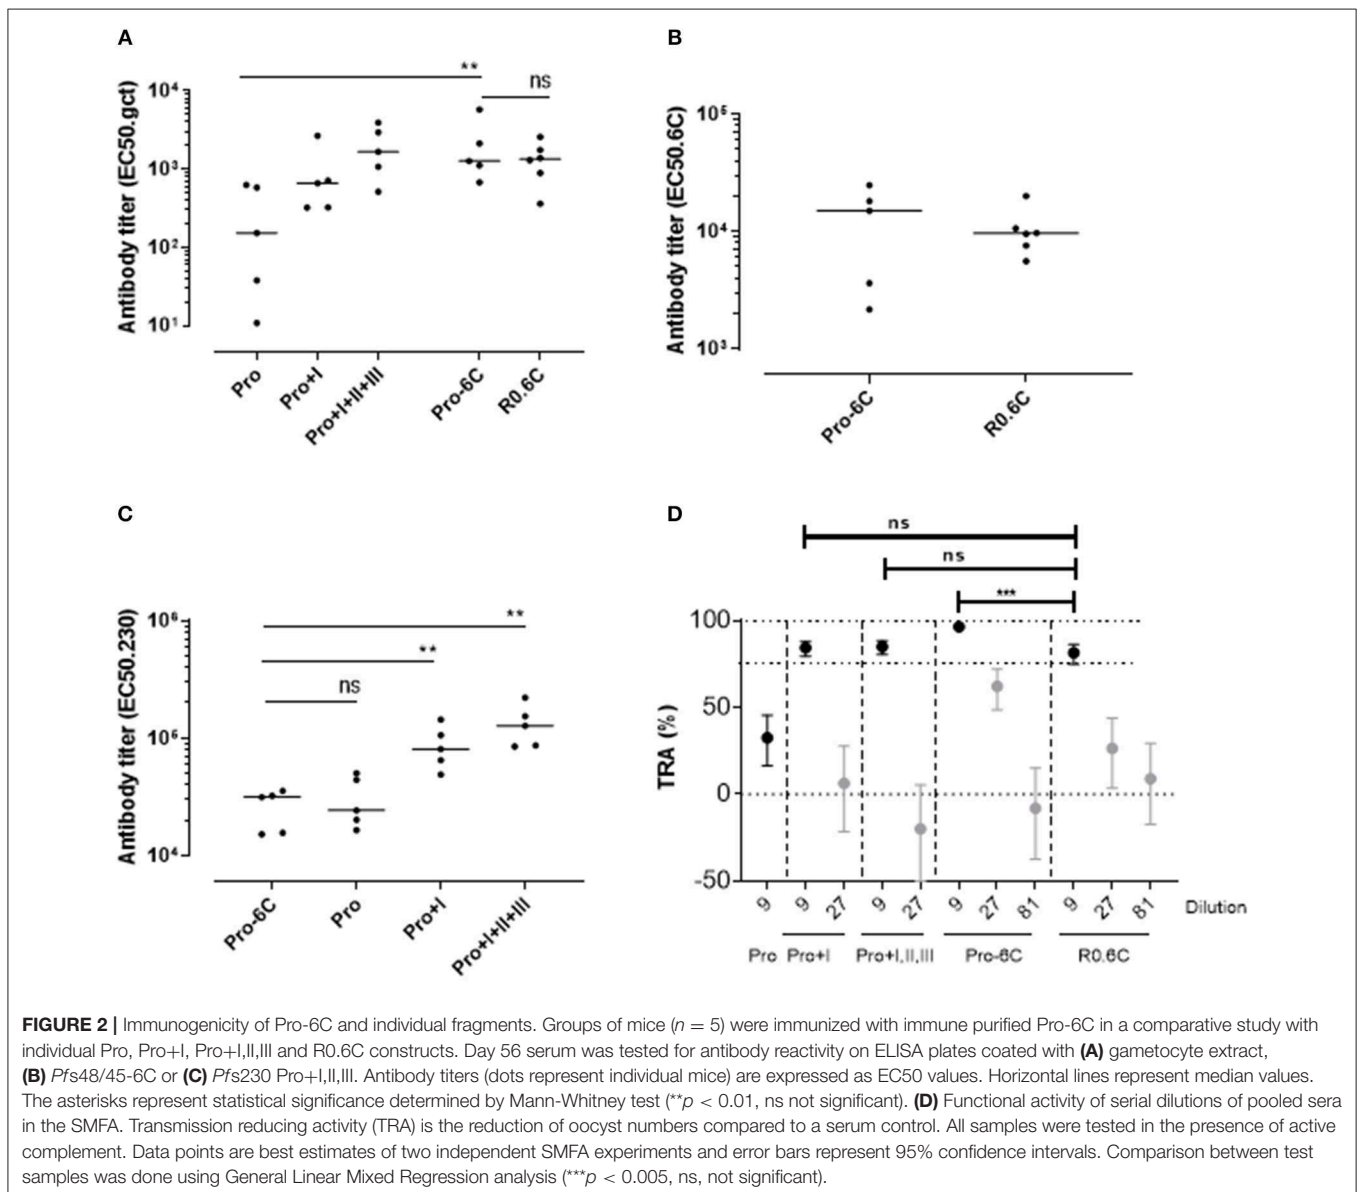 A
**
ns
Antibody titer (EC50.gct)
10⁴
10³
10²
10¹
Pro
Pro+I
Pro+I+II+III
Pro-6C
R0.6C
B
Antibody titer (EC50.6C)
10⁵
10⁴
10³
Pro-6C
R0.6C
C
**
**
ns
Antibody titer (EC50.230)
10⁶
10⁵
10⁴
Pro-6C
Pro
Pro+I
Pro+I+II+III
D
ns
ns
***
TRA (%)
100
50
0
-50
9 9 27 9 27 9 27 81 9 27 81 Dilution
Pro Pro+I Pro+I,II,III Pro-6C R0.6C
FIGURE 2 | Immunogenicity of Pro-6C and individual fragments. Groups of mice (n = 5) were immunized with immune purified Pro-6C in a comparative study with
individual Pro, Pro+I, Pro+I,II,III and R0.6C constructs. Day 56 serum was tested for antibody reactivity on ELISA plates coated with (A) gametocyte extract,
(B) Pfs48/45-6C or (C) Pfs230 Pro+I,II,III. Antibody titers (dots represent individual mice) are expressed as EC50 values. Horizontal lines represent median values.
The asterisks represent statistical significance determined by Mann-Whitney test (**p < 0.01, ns not significant). (D) Functional activity of serial dilutions of pooled sera
in the SMFA. Transmission reducing activity (TRA) is the reduction of oocyst numbers compared to a serum control. All samples were tested in the presence of active
complement. Data points are best estimates of two independent SMFA experiments and error bars represent 95% confidence intervals. Comparison between test
samples was done using General Linear Mixed Regression analysis (***p < 0.005, ns, not significant).